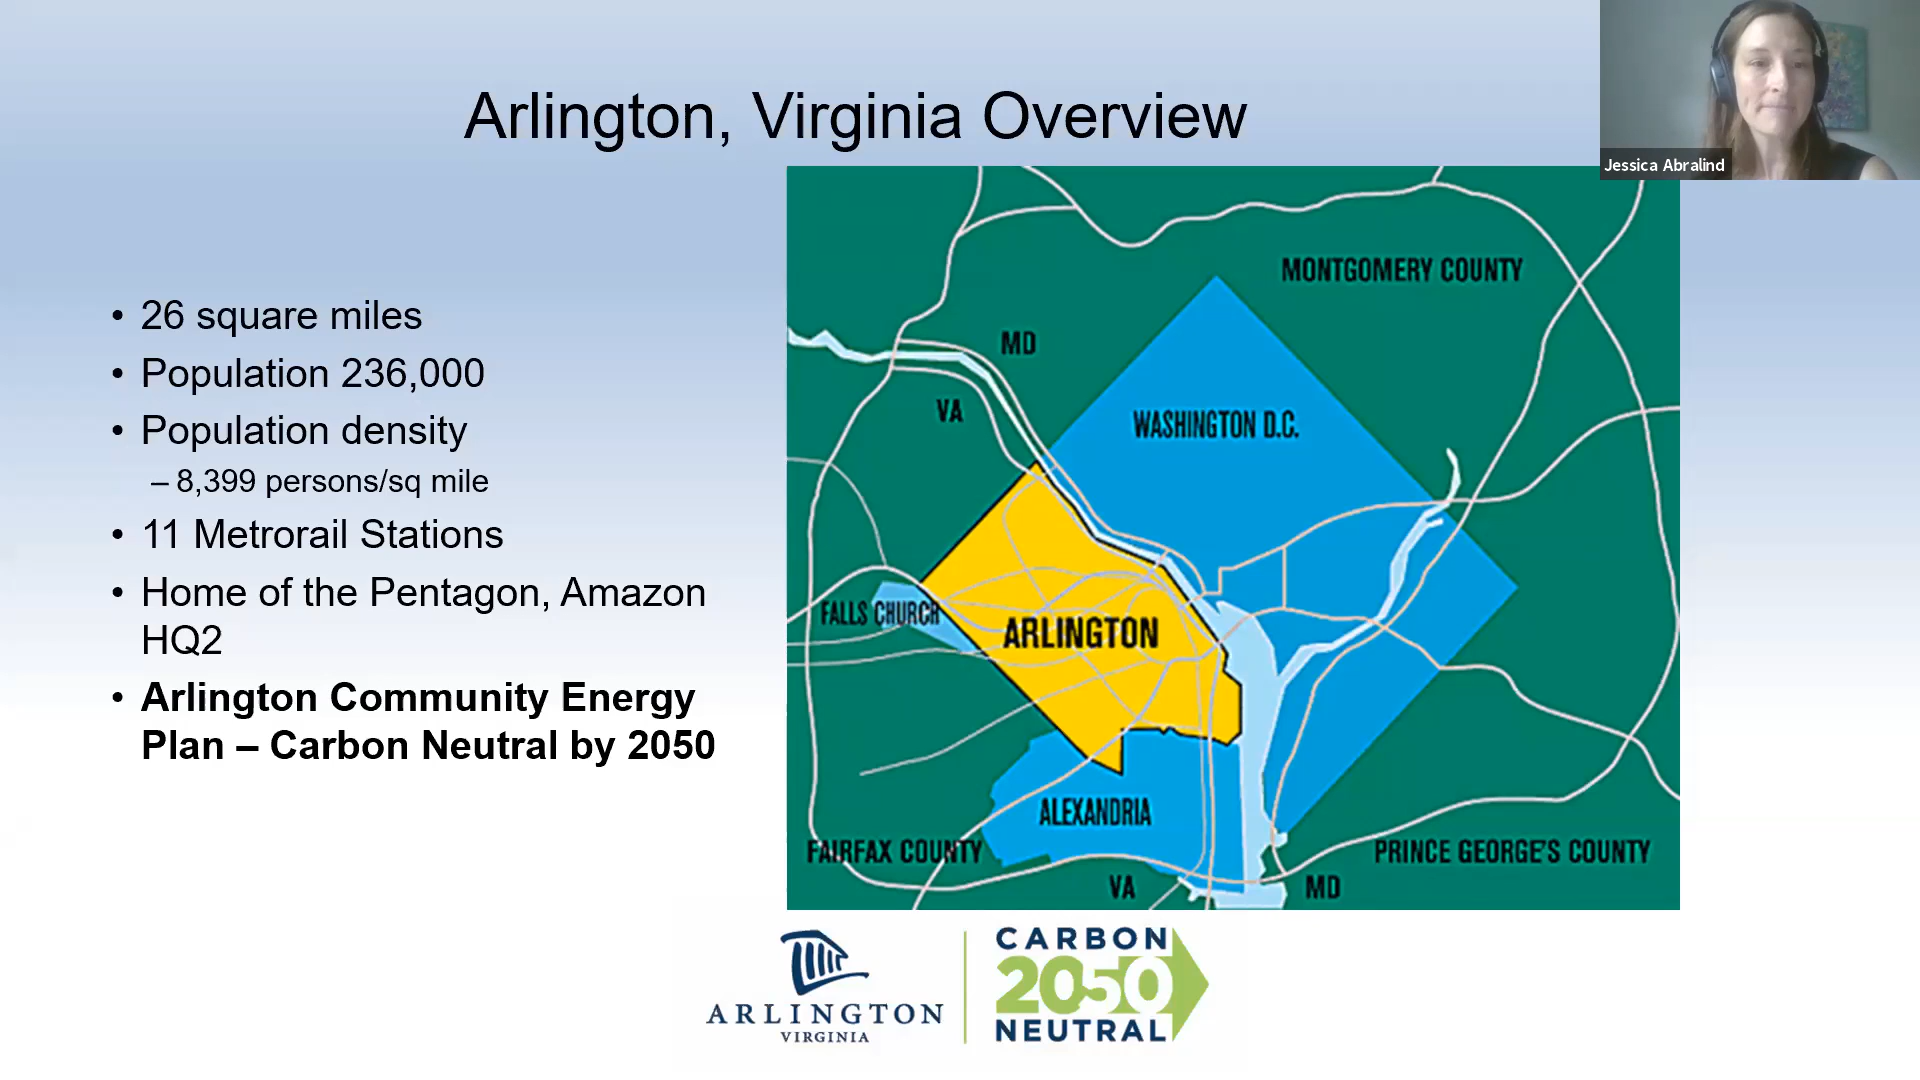 Arlington, Virginia Overview
Jessica Abralind
• 26 square miles
• Population 236,000
• Population density
– 8,399 persons/sq mile
• 11 Metrorail Stations
• Home of the Pentagon, Amazon
HQ2
• Arlington Community Energy
Plan – Carbon Neutral by 2050
MONTGOMERY COUNTY
MD
VA
WASHINGTON D.C.
FALLS CHURCH
ARLINGTON
ALEXANDRIA
FAIRFAX COUNTY
PRINCE GEORGE'S COUNTY
VA
MD
ARLINGTON
VIRGINIA
CARBON
2050
NEUTRAL